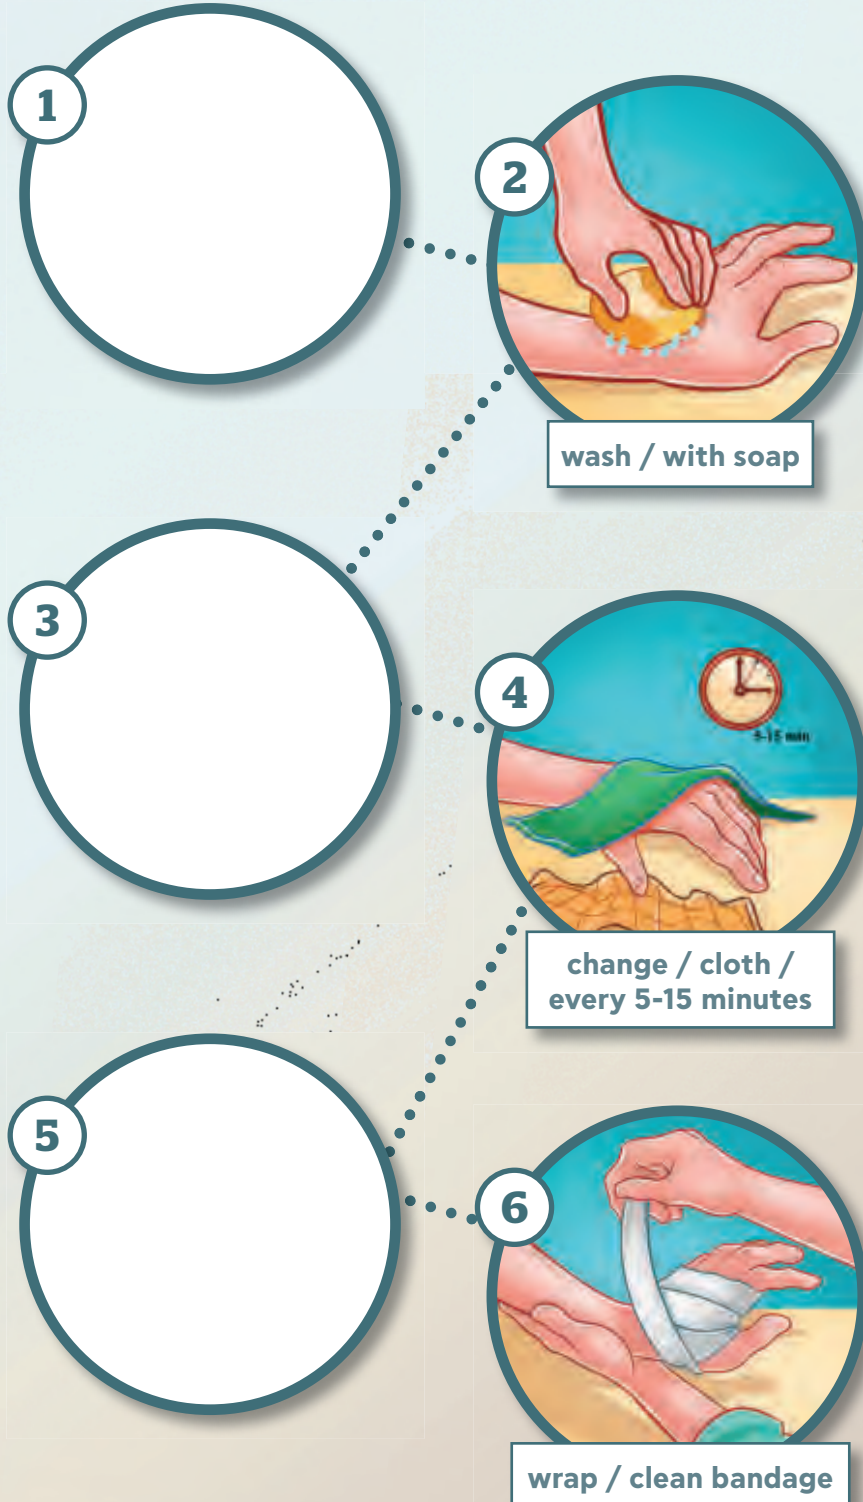 1
2
wash / with soap
3
4
5-15 min
change / cloth /
every 5-15 minutes
5
6
wrap / clean bandage